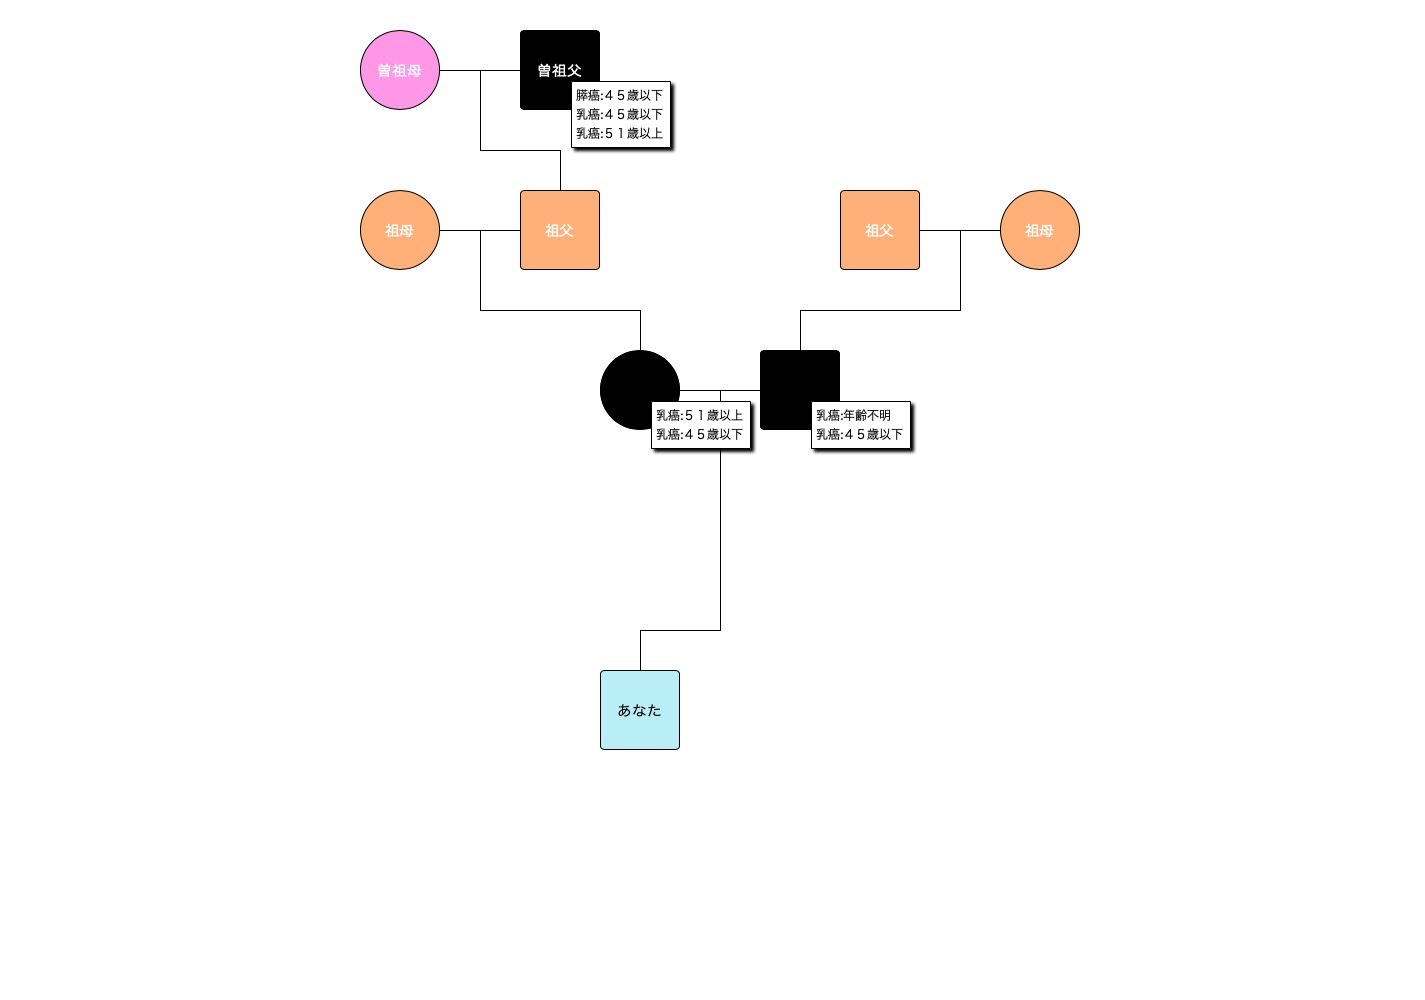 曽祖母
曽祖父
膵癌:４５歳以下
乳癌:４５歳以下
乳癌:５１歳以上
祖母
祖父
祖父
祖母
乳癌:５１歳以上
乳癌:４５歳以下
乳癌:年齢不明
乳癌:４５歳以下
あなた